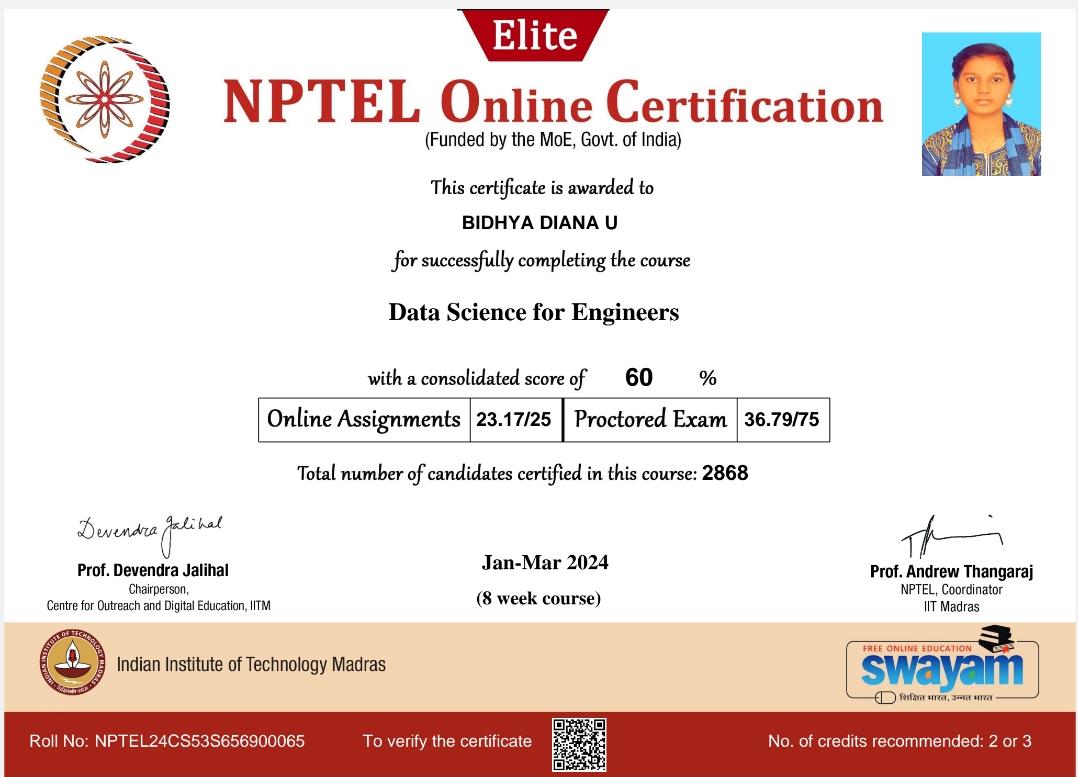 Elite
NPTEL Online Certification
(Funded by the MoE, Govt. of India)
This certificate is awarded to
BIDHYA DIANA U
for successfully completing the course
Data Science for Engineers
with a consolidated score of 60 %
Online Assignments 23.17/25 Proctored Exam 36.79/75
Total number of candidates certified in this course: 2868
Devendra Jalihal
Prof. Devendra Jalihal
Chairperson,
Centre for Outreach and Digital Education, IITM
Jan-Mar 2024
(8 week course)
Prof. Andrew Thangaraj
NPTEL, Coordinator
IIT Madras
INDIAN INSTITUTE OF TECHNOLOGY MADRAS
Indian Institute of Technology Madras
FREE ONLINE EDUCATION
swayam
शिक्षित भारत, उन्नत भारत
Roll No: NPTEL24CS53S656900065
To verify the certificate
No. of credits recommended: 2 or 3